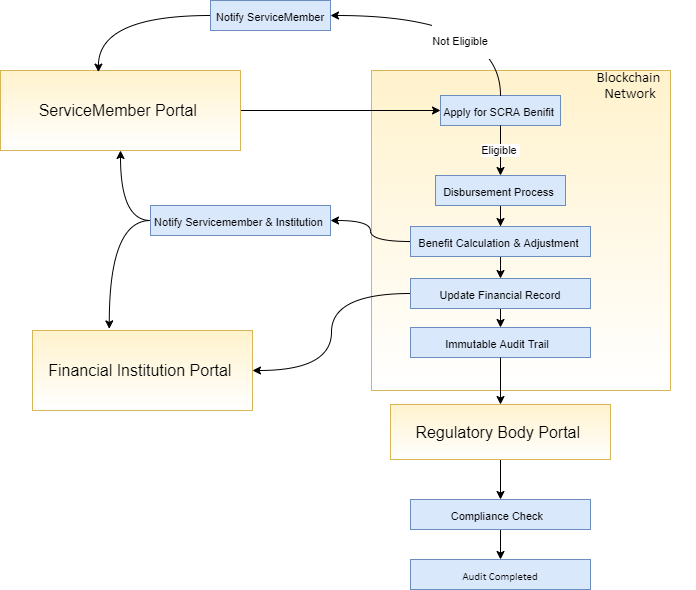 Notify ServiceMember
Not Eligible
Blockchain
Network
ServiceMember Portal
Apply for SCRA Benifit
Eligible
Disbursement Process
Notify Servicemember & Institution
Benefit Calculation & Adjustment
Update Financial Record
Immutable Audit Trail
Financial Institution Portal
Regulatory Body Portal
Compliance Check
Audit Completed